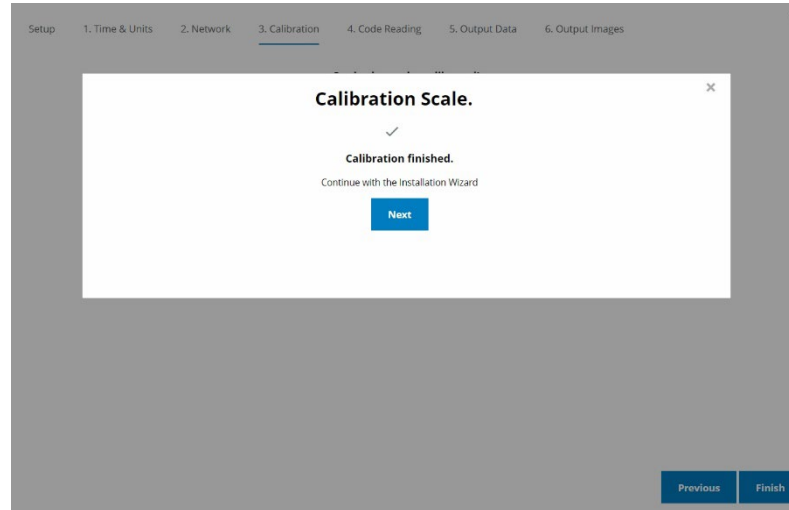 Setup 1. Time & Units 2. Network 3. Calibration 4. Code Reading 5. Output Data 6. Output Images
Calibration Scale.
Calibration finished.
Continue with the Installation Wizard
Next
Previous Finish